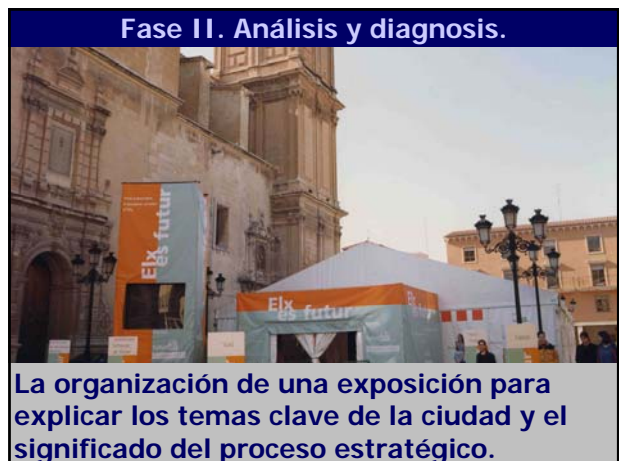 Fase II. Análisis y diagnosis.
Elx
es futur
Elx
es futur
La organización de una exposición para
explicar los temas clave de la ciudad y el
significado del proceso estratégico.